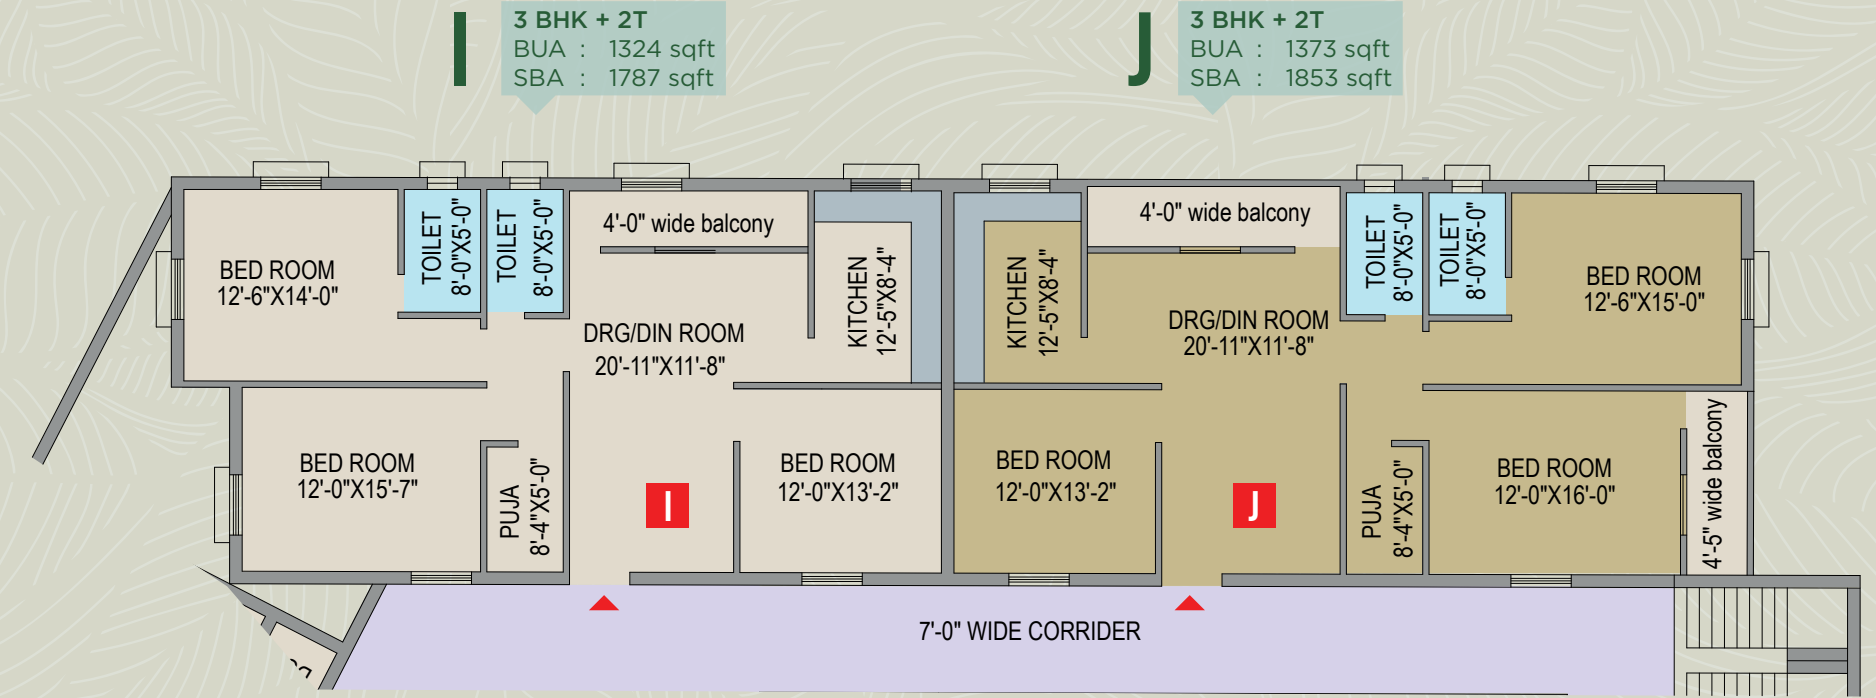 I
3 BHK + 2T
BUA : 1324 sqft
SBA : 1787 sqft
J
3 BHK + 2T
BUA : 1373 sqft
SBA : 1853 sqft
BED ROOM
12'-6"X14'-0"
TOILET
8'-0"X5'-0"
TOILET
8'-0"X5'-0"
4'-0" wide balcony
DRG/DIN ROOM
20'-11"X11'-8"
KITCHEN
12'-5"X8'-4"
BED ROOM
12'-0"X15'-7"
PUJA
8'-4"X5'-0"
I
BED ROOM
12'-0"X13'-2"
KITCHEN
12'-5"X8'-4"
4'-0" wide balcony
DRG/DIN ROOM
20'-11"X11'-8"
TOILET
8'-0"X5'-0"
TOILET
8'-0"X5'-0"
BED ROOM
12'-6"X15'-0"
BED ROOM
12'-0"X13'-2"
J
PUJA
8'-4"X5'-0"
BED ROOM
12'-0"X16'-0"
4'-5" wide balcony
7'-0" WIDE CORRIDER